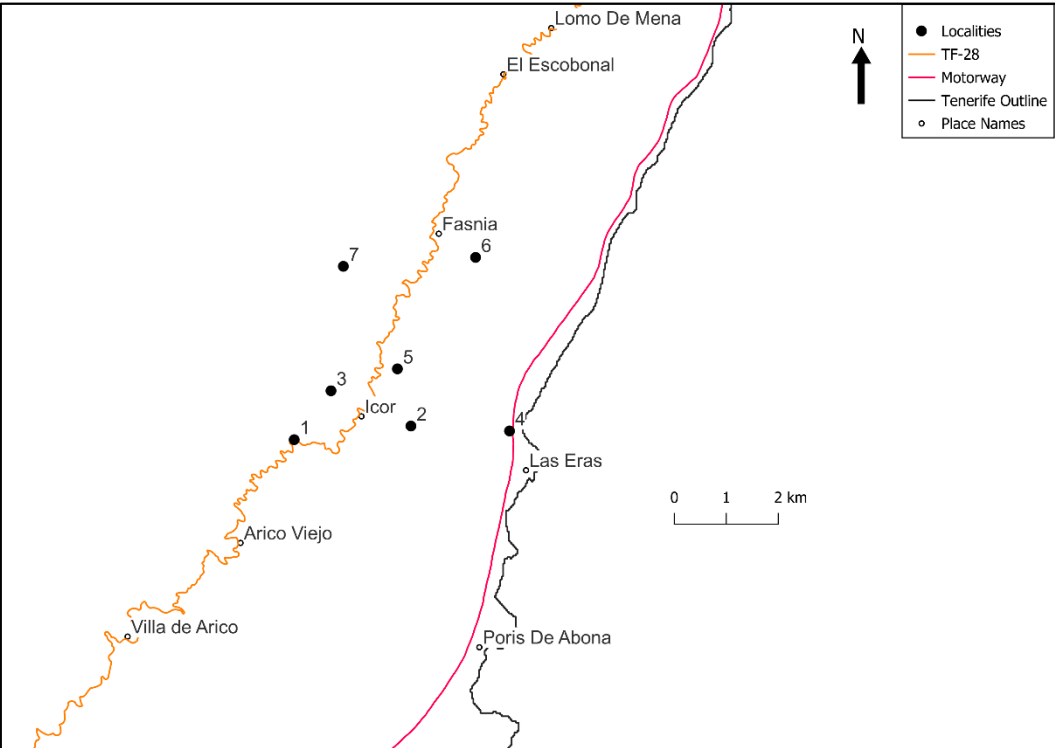 Lomo De Mena
El Escobonal
N
Localities
TF-28
Motorway
Tenerife Outline
Place Names
Fasnia
6
7
5
3
Icor
2
1
4
Las Eras
0 1 2 km
Arico Viejo
Villa de Arico
Poris De Abona